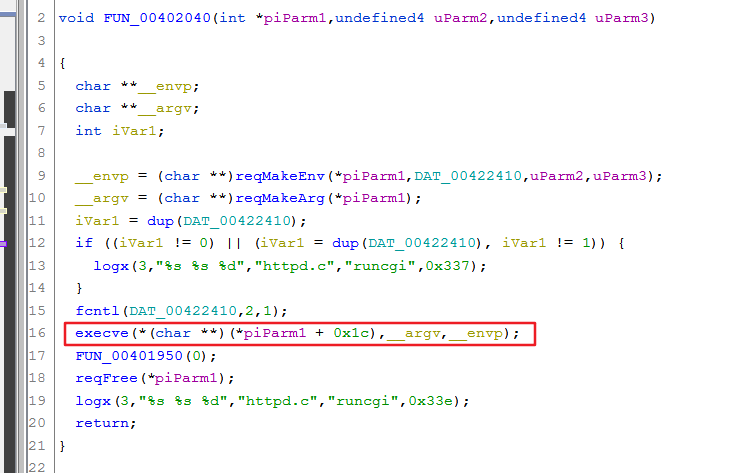 2 void FUN_00402040(int *piParm1,undefined4 uParm2,undefined4 uParm3)
3
4 {
5 char **__envp;
6 char **__argv;
7 int iVar1;
8
9 __envp = (char **)reqMakeEnv(*piParm1,DAT_00422410,uParm2,uParm3);
10 __argv = (char **)reqMakeArg(*piParm1);
11 iVar1 = dup(DAT_00422410);
12 if ((iVar1 != 0) || (iVar1 = dup(DAT_00422410), iVar1 != 1)) {
13 logx(3,"%s %s %d","httpd.c","runcgi",0x337);
14 }
15 fcntl(DAT_00422410,2,1);
16 execve(*(char **)(*piParm1 + 0x1c),__argv,__envp);
17 FUN_00401950(0);
18 reqFree(*piParm1);
19 logx(3,"%s %s %d","httpd.c","runcgi",0x33e);
20 return;
21 }
22